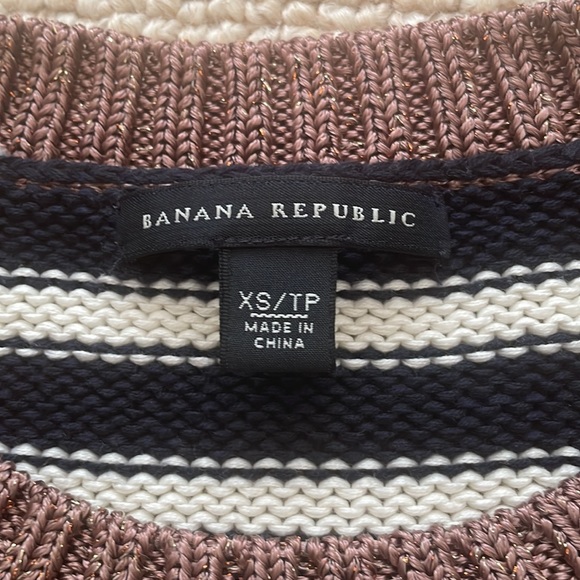 BANANA REPUBLIC
XS/TP
MADE IN
CHINA